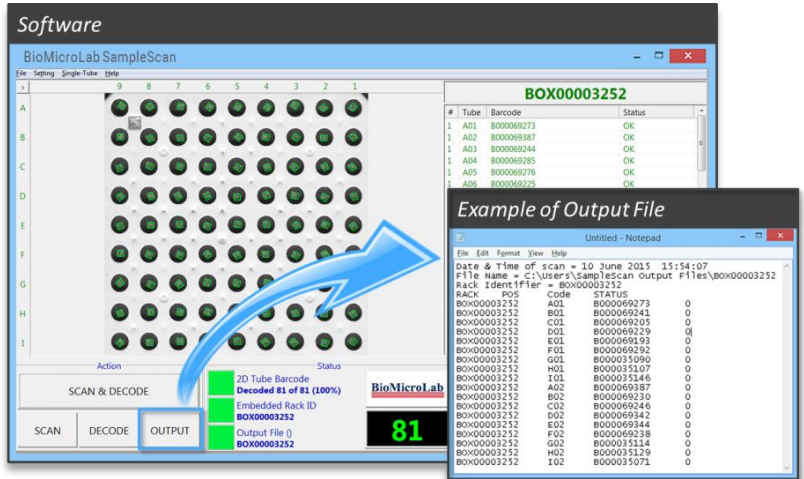 Software
BioMicroLab SampleScan
File Setting Single-Tube Help
9 8 7 6 5 4 3 2 1
A
B
C
D
E
F
G
H
I
BOX00003252
# Tube Barcode Status
1 A01 B000069273 OK
1 A02 B000069387 OK
1 A03 B000069244 OK
1 A04 B000069285 OK
1 A05 B000069276 OK
1 A06 B000069225 OK
Action
SCAN & DECODE
SCAN DECODE OUTPUT
Status
2D Tube Barcode
Decoded 81 of 81 (100%)
Embedded Rack ID
BOX00003252
Output File ()
BOX00003252
BioMicroLab
81
Example of Output File
Untitled - Notepad
File Edit Format View Help
Date & Time of scan = 10 June 2015 15:54:07
File Name = C:\Users\SampleScan Output Files\BOX00003252
Rack Identifier = BOX00003252
RACK POS Code STATUS
BOX00003252 A01 B000069273 0
BOX00003252 B01 B000069241 0
BOX00003252 C01 B000069205 0
BOX00003252 D01 B000069229 0
BOX00003252 E01 B000069193 0
BOX00003252 F01 B000069292 0
BOX00003252 G01 B000035090 0
BOX00003252 H01 B000035107 0
BOX00003252 I01 B000035146 0
BOX00003252 A02 B000069387 0
BOX00003252 B02 B000069230 0
BOX00003252 C02 B000069246 0
BOX00003252 D02 B000069342 0
BOX00003252 E02 B000069344 0
BOX00003252 F02 B000069238 0
BOX00003252 G02 B000035114 0
BOX00003252 H02 B000035129 0
BOX00003252 I02 B000035071 0